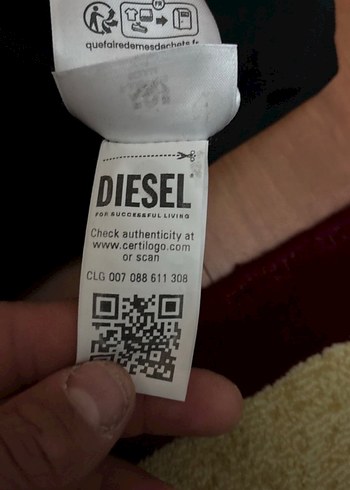 FR
quefairedemesdechets.fr
DIESEL
FOR SUCCESSFUL LIVING
Check authenticity at
www.certilogo.com
or scan
CLG 007 088 611 308